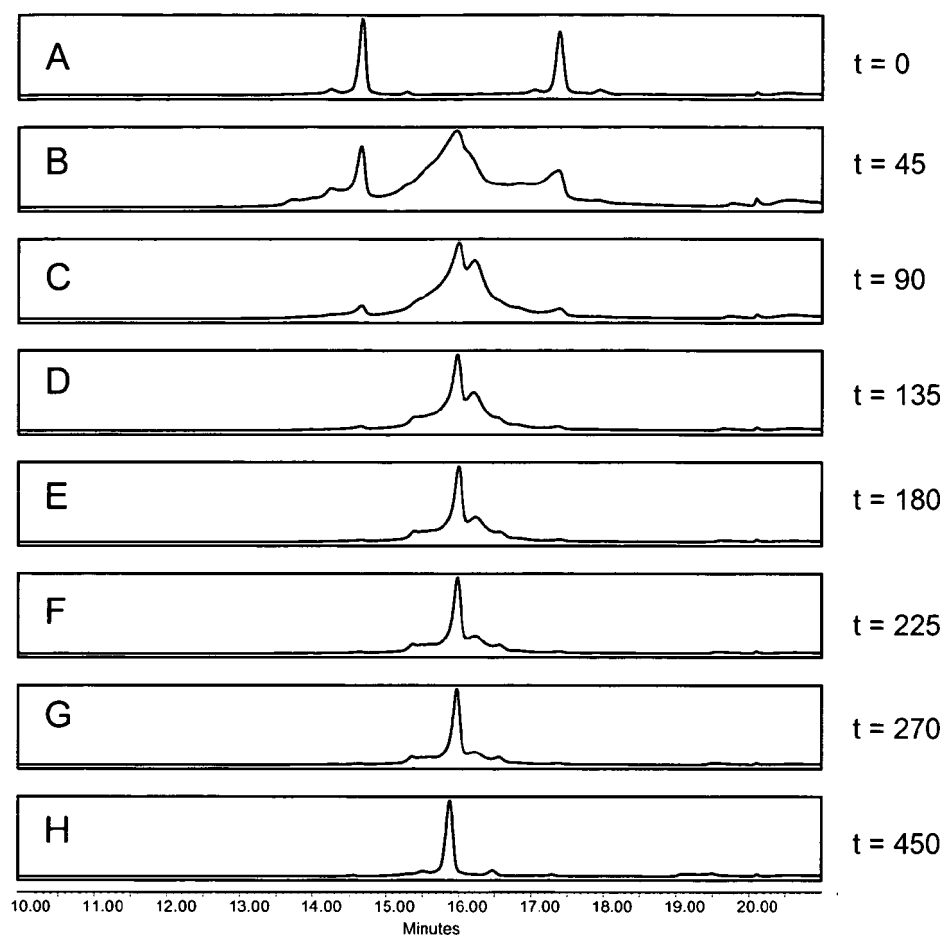 A t = 0
B t = 45
C t = 90
D t = 135
E t = 180
F t = 225
G t = 270
H t = 450
10.00 11.00 12.00 13.00 14.00 15.00 16.00 17.00 18.00 19.00 20.00
Minutes